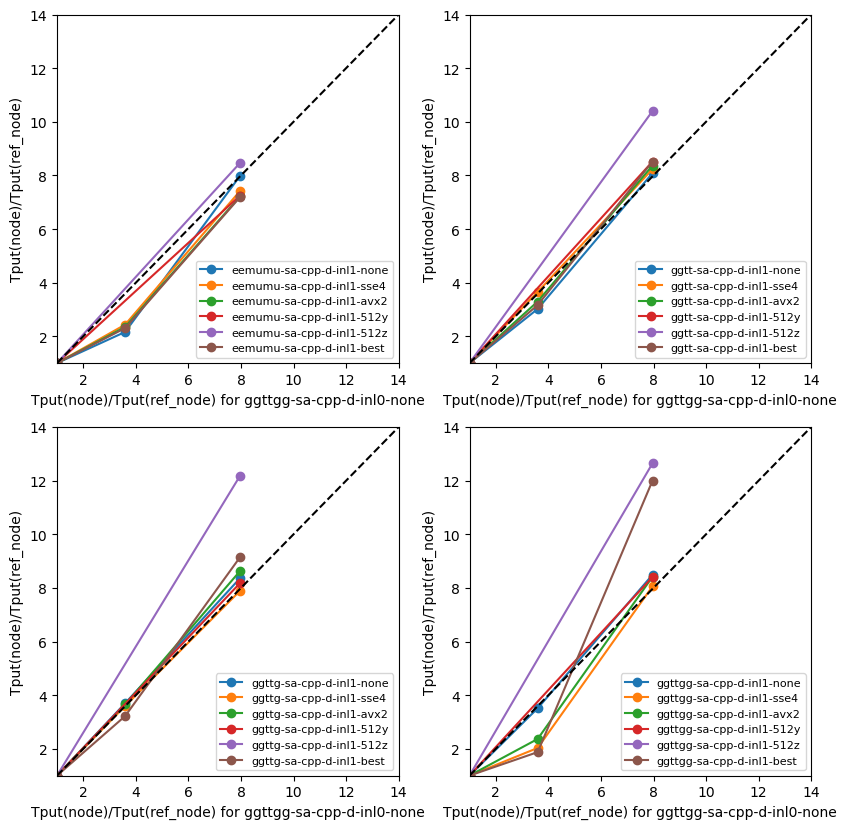 14
12
10
8
6
4
2
Tput(node)/Tput(ref_node)
eemumu-sa-cpp-d-inl1-none
eemumu-sa-cpp-d-inl1-sse4
eemumu-sa-cpp-d-inl1-avx2
eemumu-sa-cpp-d-inl1-512y
eemumu-sa-cpp-d-inl1-512z
eemumu-sa-cpp-d-inl1-best
2 4 6 8 10 12 14
Tput(node)/Tput(ref_node) for ggttgg-sa-cpp-d-inl0-none
14
12
10
8
6
4
2
Tput(node)/Tput(ref_node)
ggtt-sa-cpp-d-inl1-none
ggtt-sa-cpp-d-inl1-sse4
ggtt-sa-cpp-d-inl1-avx2
ggtt-sa-cpp-d-inl1-512y
ggtt-sa-cpp-d-inl1-512z
ggtt-sa-cpp-d-inl1-best
2 4 6 8 10 12 14
Tput(node)/Tput(ref_node) for ggttgg-sa-cpp-d-inl0-none
14
12
10
8
6
4
2
Tput(node)/Tput(ref_node)
ggttg-sa-cpp-d-inl1-none
ggttg-sa-cpp-d-inl1-sse4
ggttg-sa-cpp-d-inl1-avx2
ggttg-sa-cpp-d-inl1-512y
ggttg-sa-cpp-d-inl1-512z
ggttg-sa-cpp-d-inl1-best
2 4 6 8 10 12 14
Tput(node)/Tput(ref_node) for ggttgg-sa-cpp-d-inl0-none
14
12
10
8
6
4
2
Tput(node)/Tput(ref_node)
ggttgg-sa-cpp-d-inl1-none
ggttgg-sa-cpp-d-inl1-sse4
ggttgg-sa-cpp-d-inl1-avx2
ggttgg-sa-cpp-d-inl1-512y
ggttgg-sa-cpp-d-inl1-512z
ggttgg-sa-cpp-d-inl1-best
2 4 6 8 10 12 14
Tput(node)/Tput(ref_node) for ggttgg-sa-cpp-d-inl0-none